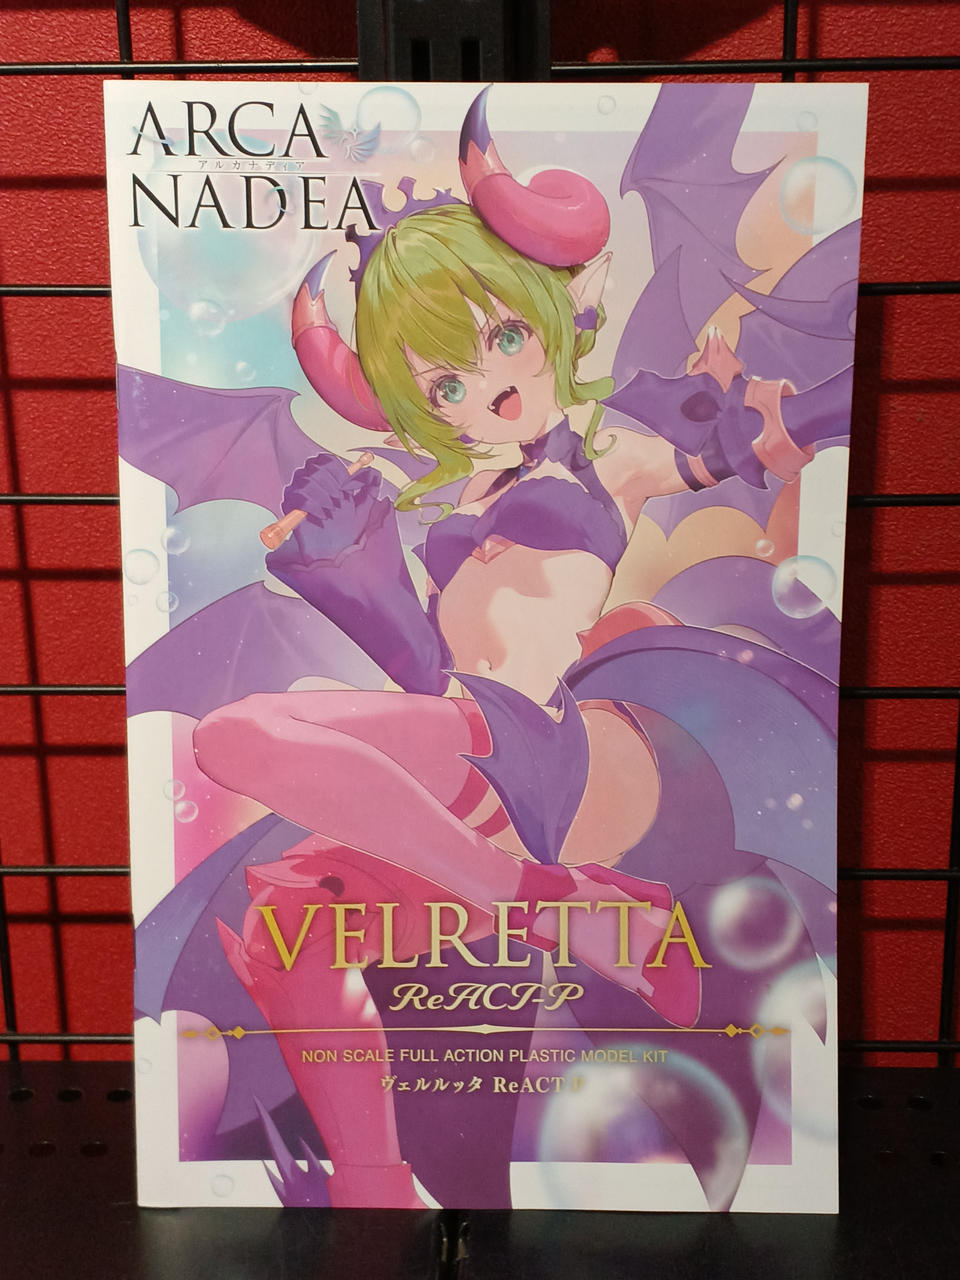 ARCA
アルカナディア
NADEA
VELRETTA
ReACT-P
NON SCALE FULL ACTION PLASTIC MODEL KIT
ヴェルルッタ ReACT-P